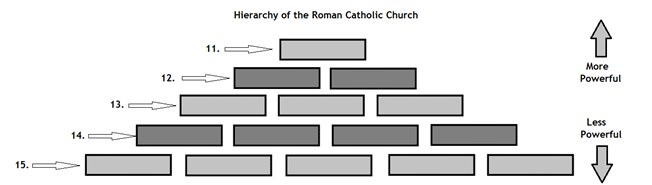 Hierarchy of the Roman Catholic Church
11.
12.
More
Powerful
13.
14.
Less
Powerful
15.